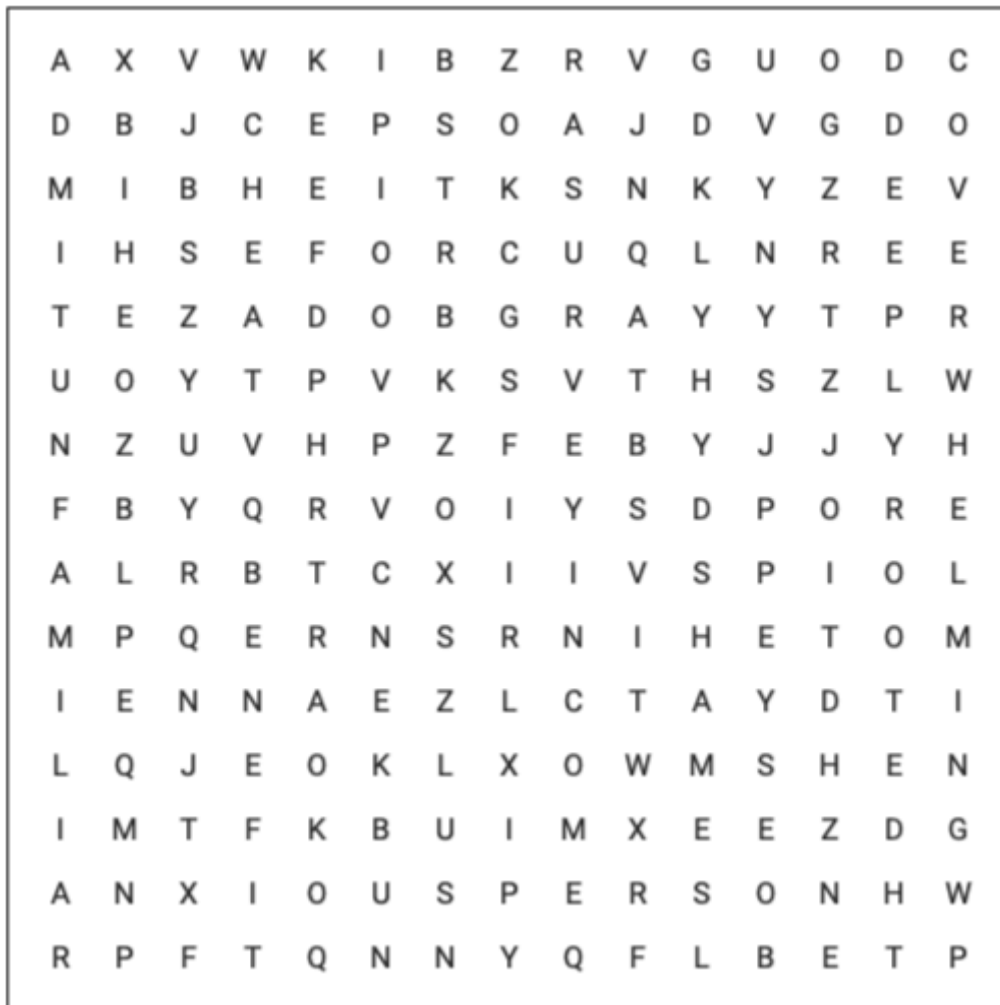 A X V W K I B Z R V G U O D C
D B J C E P S O A J D V G D O
M I B H E I T K S N K Y Z E V
I H S E F O R C U Q L N R E E
T E Z A D O B G R A Y Y T P R
U O Y T P V K S V T H S Z L W
N Z U V H P Z F E B Y J J Y H
F B Y Q R V O I Y S D P O R E
A L R B T C X I I V S P I O L
M P Q E R N S R N I H E T O M
I E N N A E Z L C T A Y D T I
L Q J E O K L X O W M S H E N
I M T F K B U I M X E E Z D G
A N X I O U S P E R S O N H W
R P F T Q N N Y Q F L B E T P